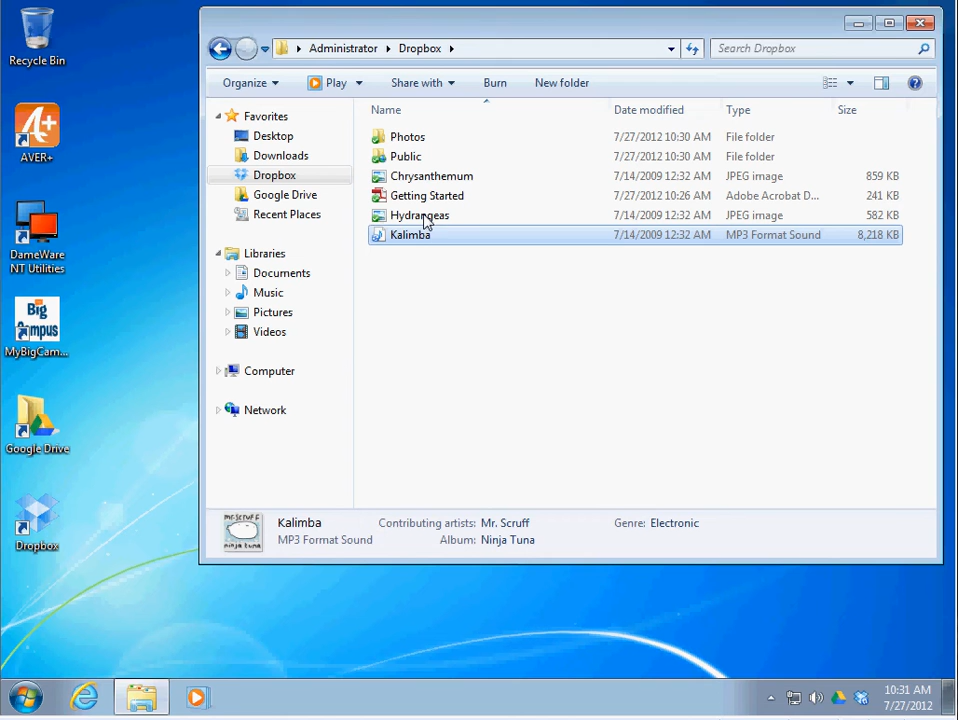 Recycle Bin
AVER+
DameWare
NT Utilities
Big
Campus
MyBigCam...
Google Drive
Dropbox
Administrator Dropbox
Search Dropbox
Organize Play Share with Burn New folder
Name Date modified Type Size
Favorites
Desktop
Downloads
Dropbox
Google Drive
Recent Places
Libraries
Documents
Music
Pictures
Videos
Computer
Network
Photos 7/27/2012 10:30 AM File folder
Public 7/27/2012 10:30 AM File folder
Chrysanthemum 7/14/2009 12:32 AM JPEG image 859 KB
Getting Started 7/27/2012 10:26 AM Adobe Acrobat D... 241 KB
Hydrangeas 7/14/2009 12:32 AM JPEG image 582 KB
Kalimba 7/14/2009 12:32 AM MP3 Format Sound 8,218 KB
mr.scruff
ninja tuna
Kalimba Contributing artists: Mr. Scruff Genre: Electronic
MP3 Format Sound Album: Ninja Tuna
10:31 AM
7/27/2012